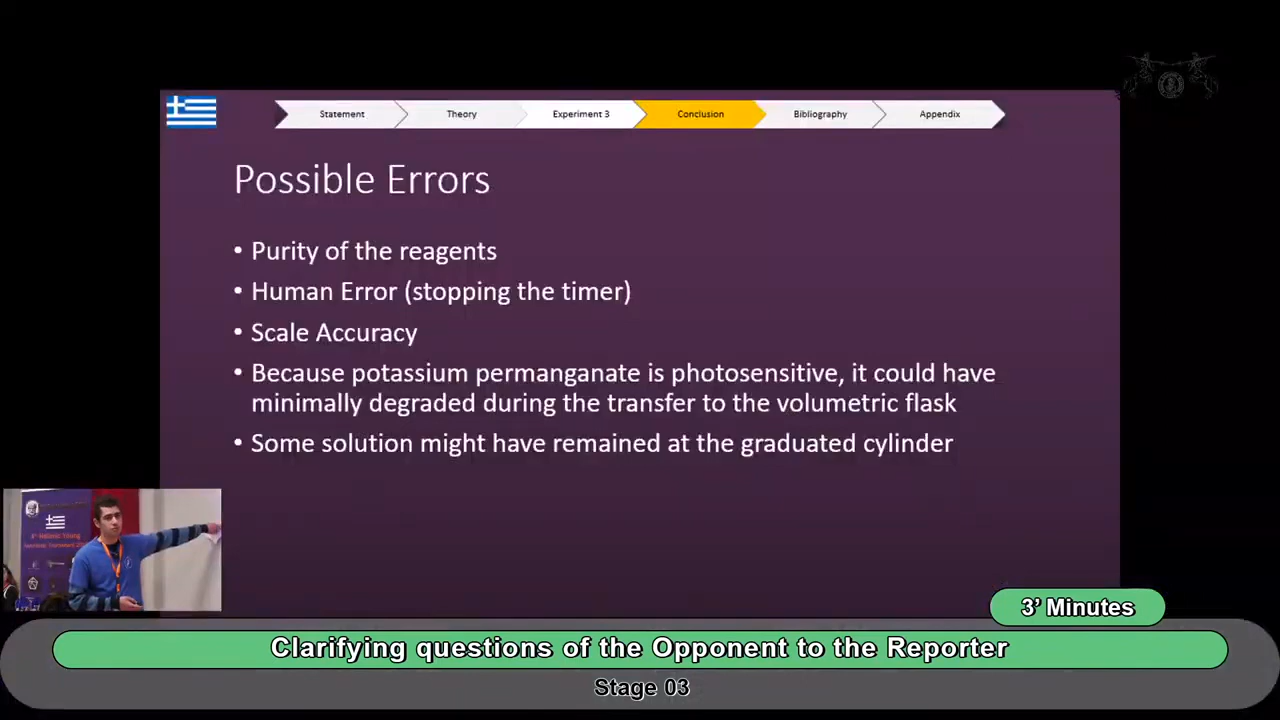 Statement
Theory
Experiment 3
Conclusion
Bibliography
Appendix
Possible Errors
• Purity of the reagents
• Human Error (stopping the timer)
• Scale Accuracy
• Because potassium permanganate is photosensitive, it could have
minimally degraded during the transfer to the volumetric flask
• Some solution might have remained at the graduated cylinder
3' Minutes
Clarifying questions of the Opponent to the Reporter
Stage 03